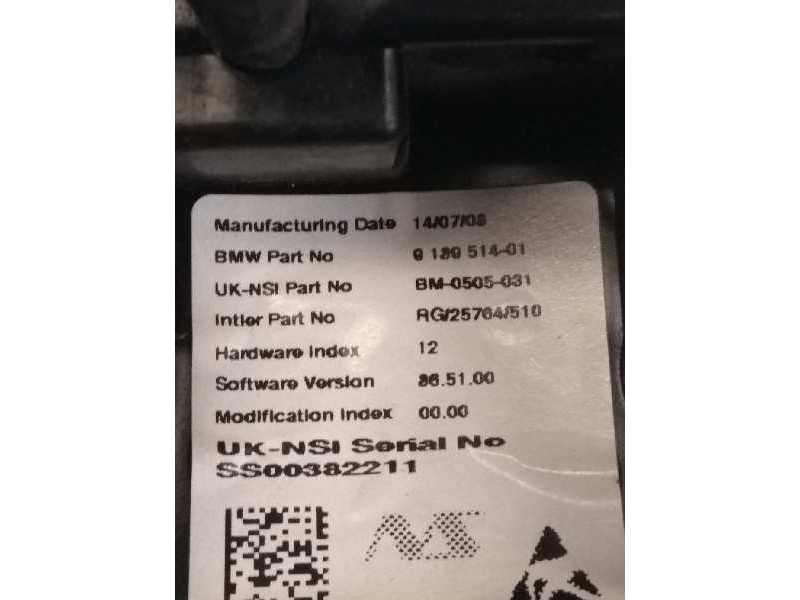 Manufacturing Date 14/07/08
BMW Part No 9 189 514-01
UK-NSI Part No BM-0505-031
Intier Part No RG/25764/510
Hardware Index 12
Software Version 86.51.00
Modification Index 00.00
UK-NSI Serial No
SS00382211
NS